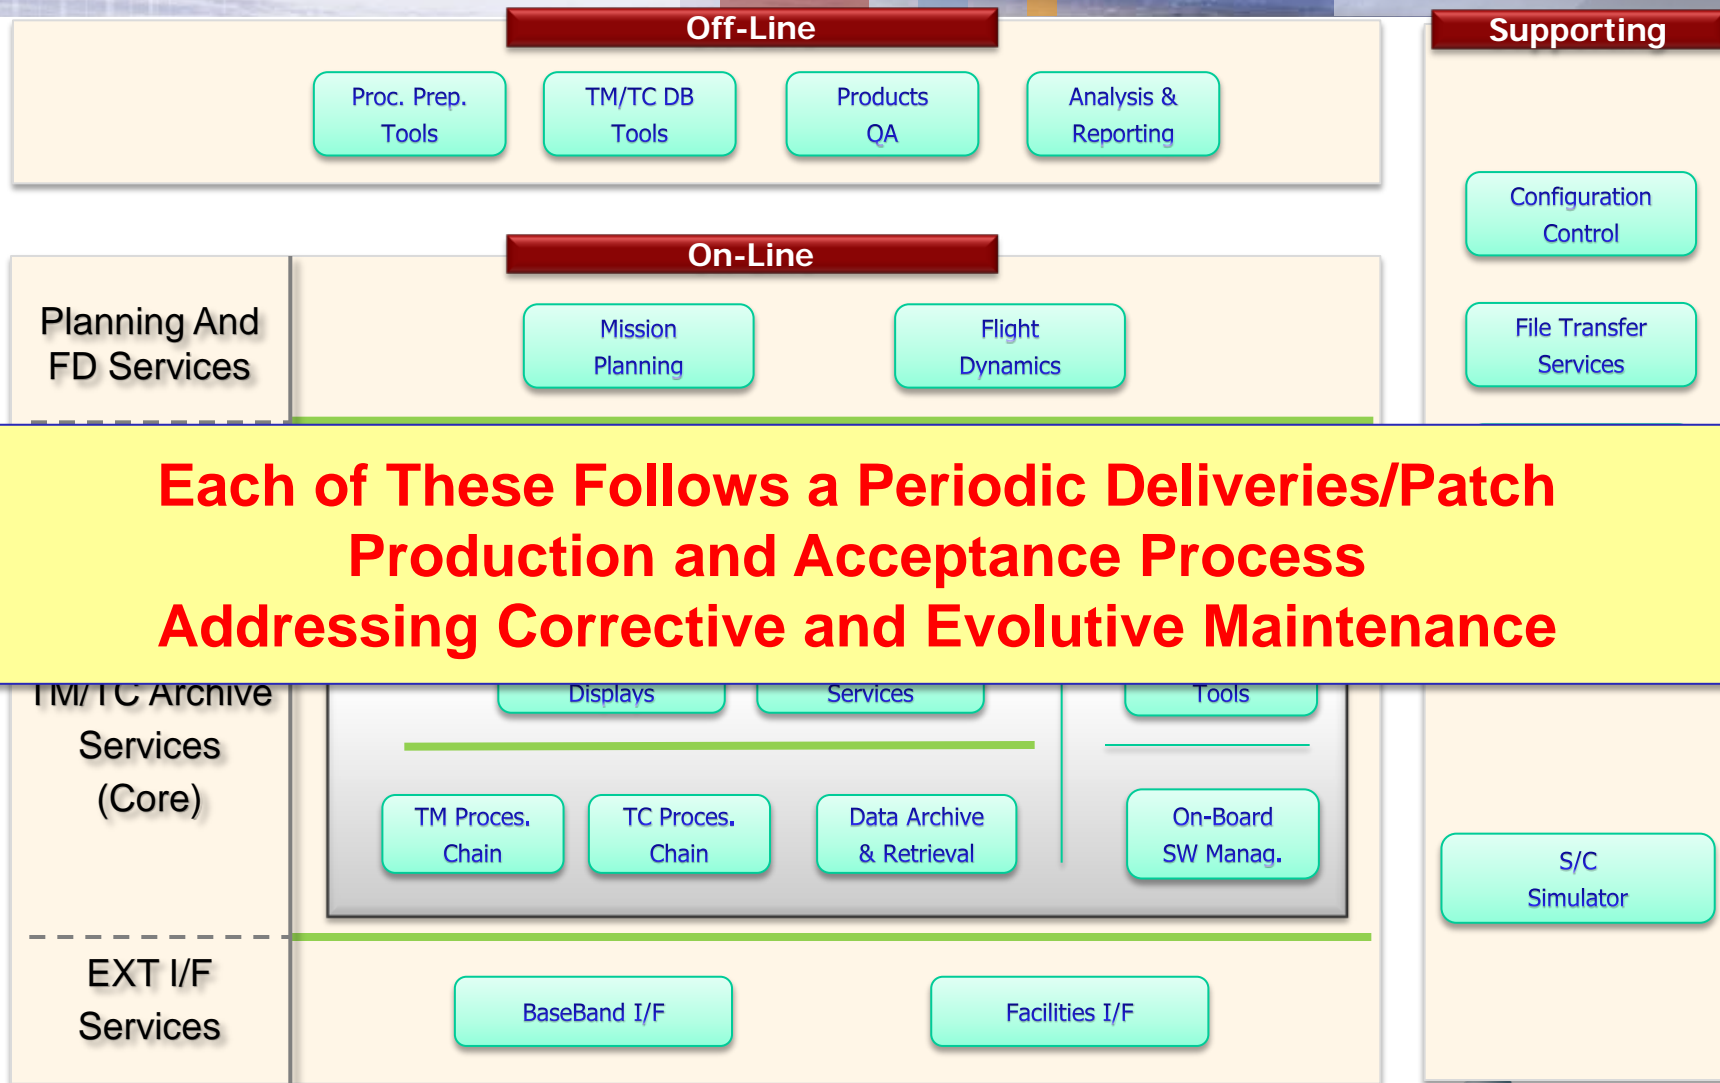 Off-Line
Proc. Prep.
Tools
TM/TC DB
Tools
Products
QA
Analysis &
Reporting
Supporting
Configuration
Control
File Transfer
Services
On-Line
Planning And
FD Services
Mission
Planning
Flight
Dynamics
Each of These Follows a Periodic Deliveries/Patch
Production and Acceptance Process
Addressing Corrective and Evolutive Maintenance
TM/TC Archive
Services
(Core)
Displays
Services
Tools
TM Proces.
Chain
TC Proces.
Chain
Data Archive
& Retrieval
On-Board
SW Manag.
S/C
Simulator
EXT I/F
Services
BaseBand I/F
Facilities I/F